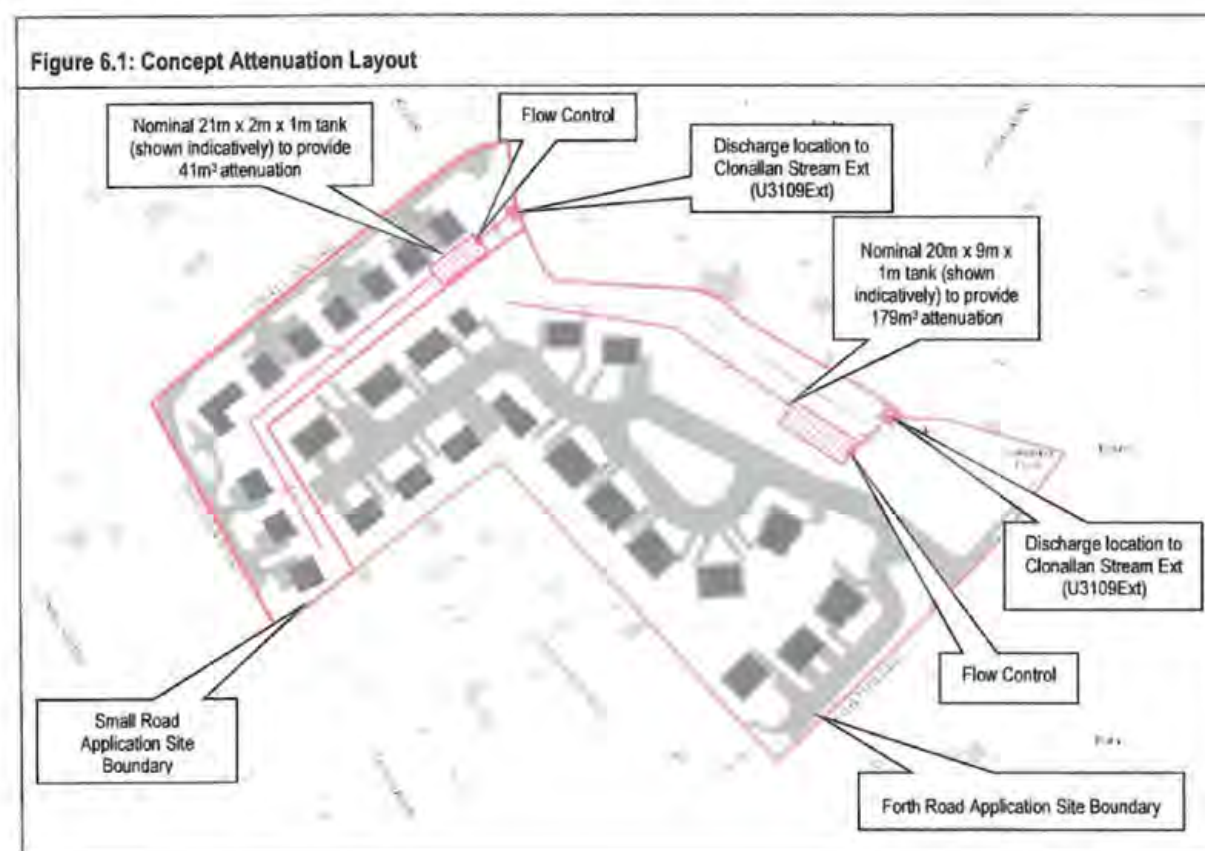 Figure 6.1: Concept Attenuation Layout
Nominal 21m x 2m x 1m tank
(shown indicatively) to provide
41m³ attenuation
Flow Control
Discharge location to
Clonallan Stream Ext
(U3109Ext)
Nominal 20m x 9m x
1m tank (shown
indicatively) to provide
179m³ attenuation
Discharge location to
Clonallan Stream Ext
(U3109Ext)
Flow Control
Small Road
Application Site
Boundary
Forth Road Application Site Boundary